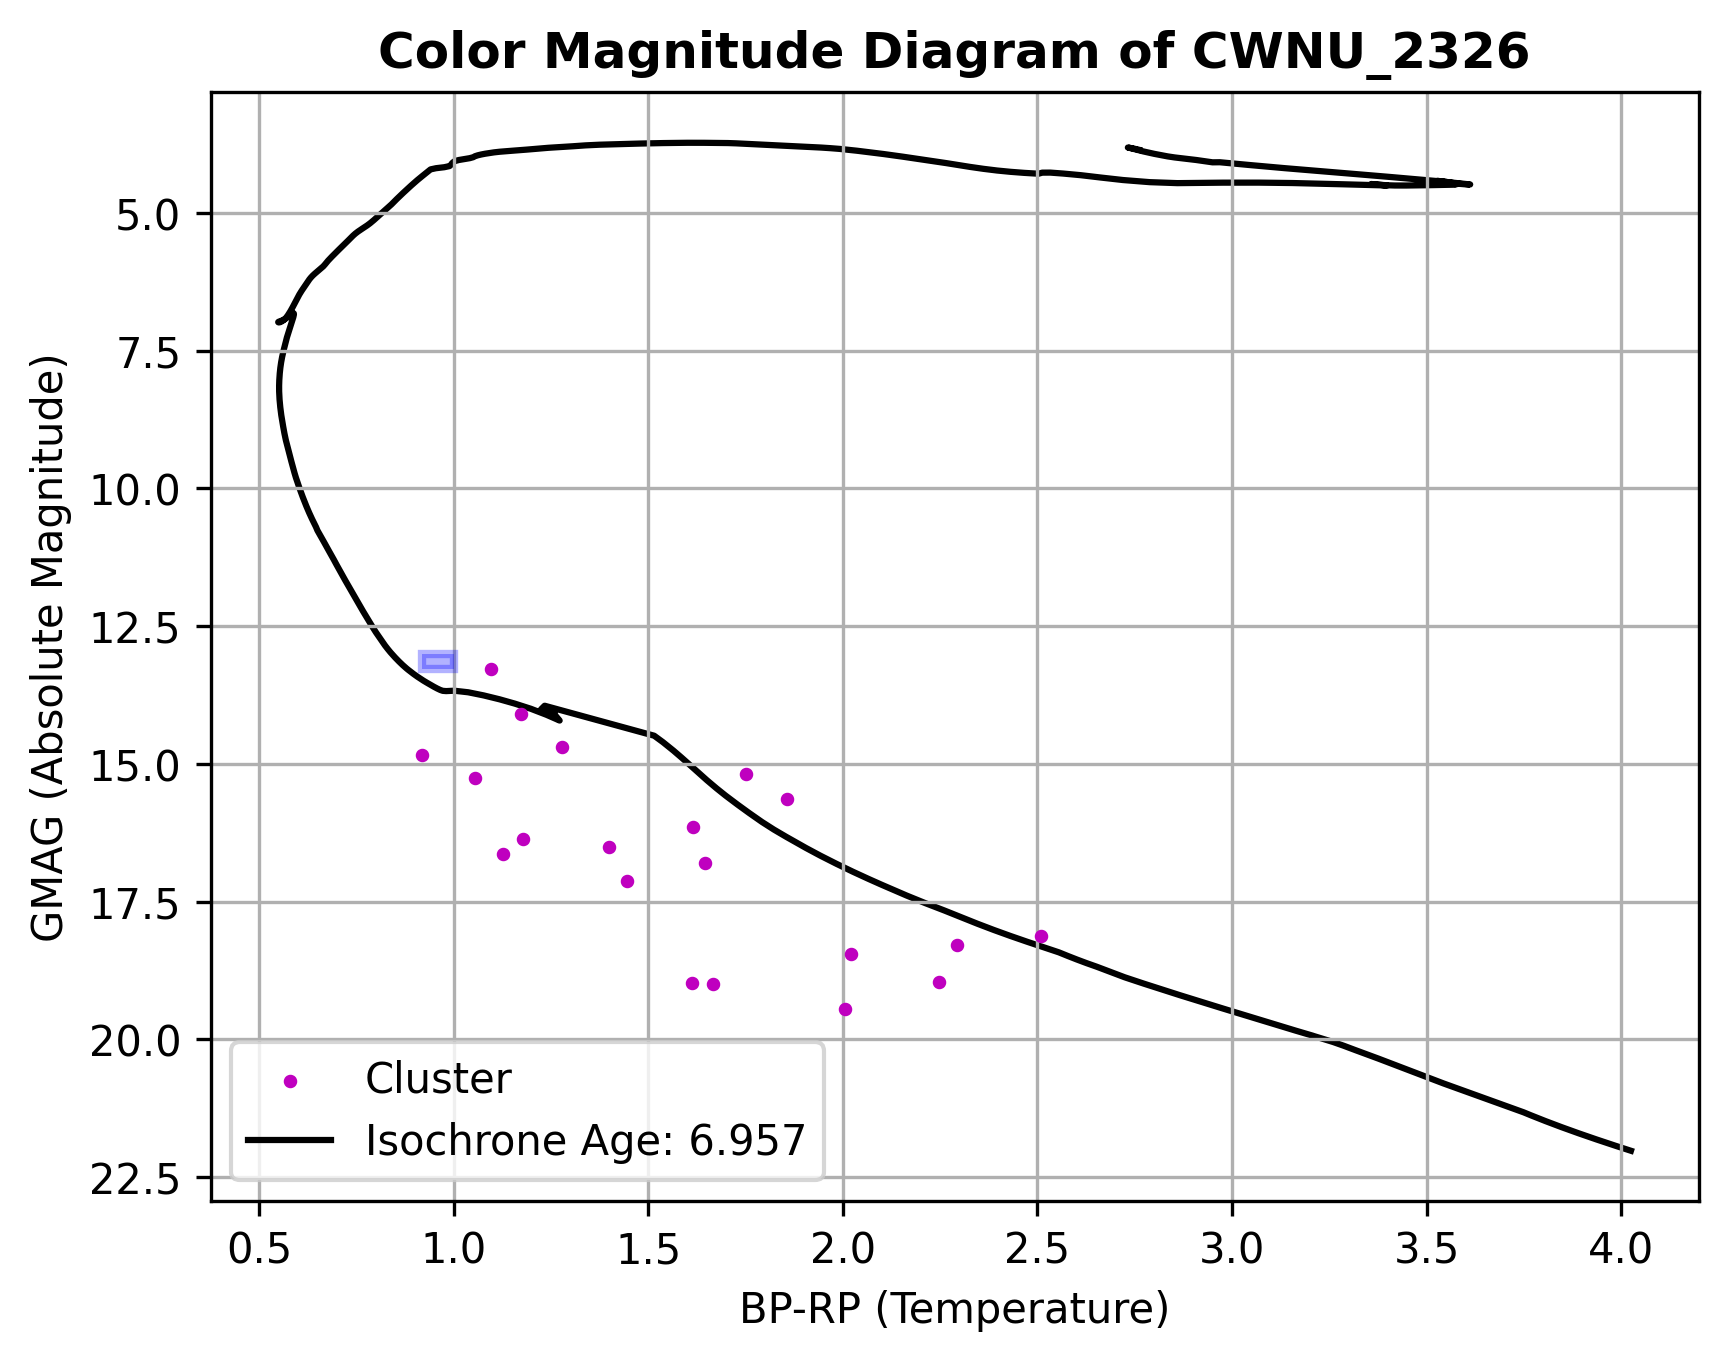 Color Magnitude Diagram of CWNU_2326
GMAG (Absolute Magnitude)
5.0
7.5
10.0
12.5
15.0
17.5
20.0
22.5
Cluster
Isochrone Age: 6.957
0.5 1.0 1.5 2.0 2.5 3.0 3.5 4.0
BP-RP (Temperature)